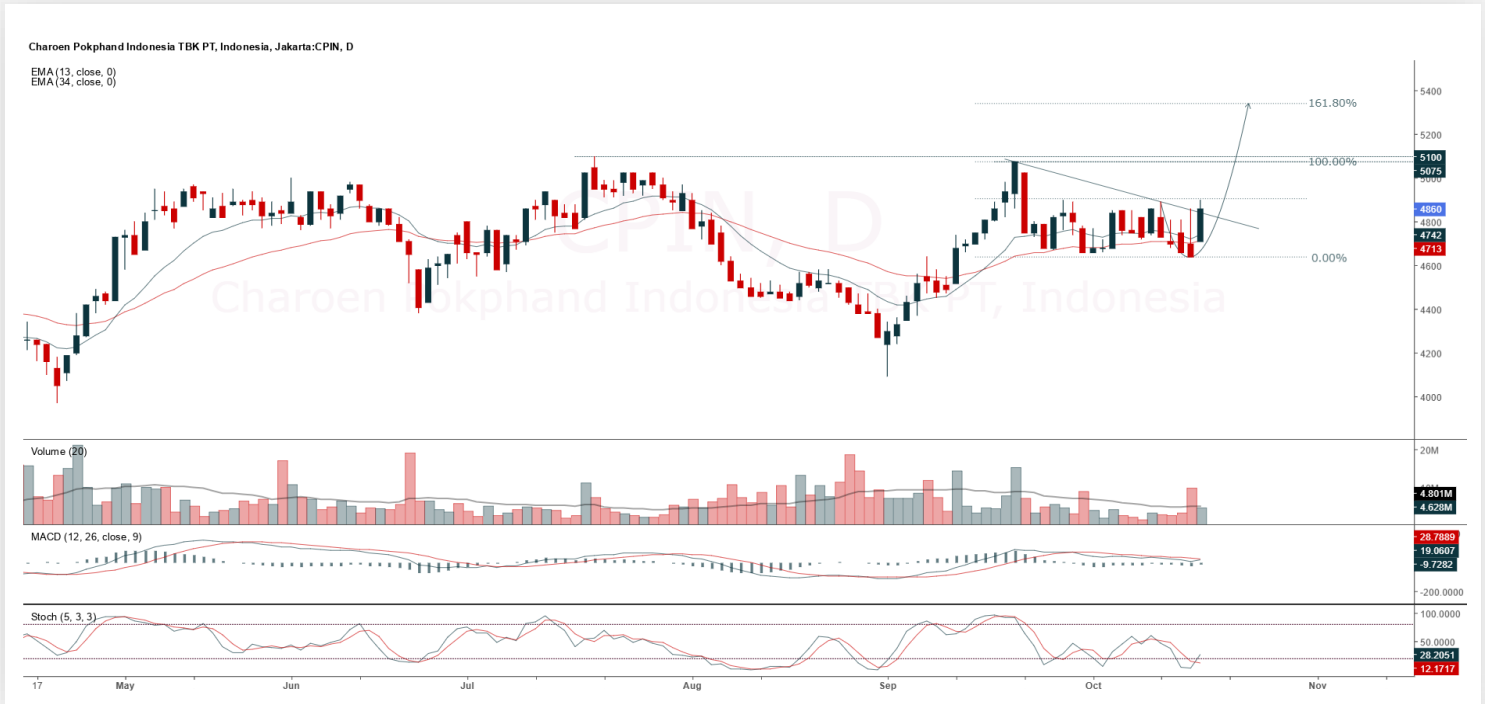 Charoen Pokphand Indonesia TBK PT, Indonesia, Jakarta:CPIN, D
EMA (13, close, 0)
EMA (34, close, 0)
CPIN, D
Charoen Pokphand Indonesia TBK PT, Indonesia
161.80%
100.00%
0.00%
5400
5200
5100
5075
5000
4860
4800
4742
4713
4600
4400
4200
4000
Volume (20)
20M
4.801M
4.628M
MACD (12, 26, close, 9)
28.7889
19.0607
-9.7282
-200.0000
Stoch (5, 3, 3)
100.0000
50.0000
28.2051
12.1717
17 May Jun Jul Aug Sep Oct Nov